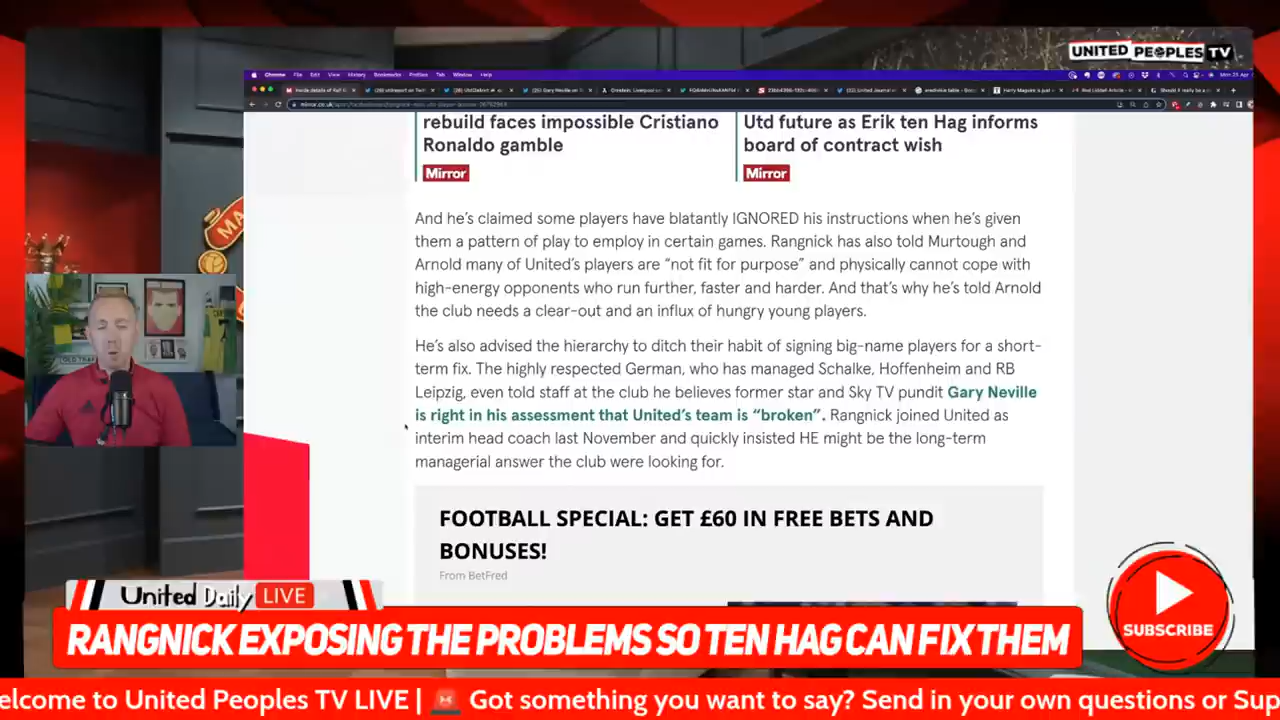 UNITED PEOPLES TV
Chrome File Edit View History Bookmarks Profiles Tab Window Help
rebuild faces impossible Cristiano
Ronaldo gamble
Mirror
Utd future as Erik ten Hag informs
board of contract wish
Mirror
And he's claimed some players have blatantly IGNORED his instructions when he's given
them a pattern of play to employ in certain games. Rangnick has also told Murtough and
Arnold many of United's players are “not fit for purpose” and physically cannot cope with
high-energy opponents who run further, faster and harder. And that's why he's told Arnold
the club needs a clear-out and an influx of hungry young players.
He's also advised the hierarchy to ditch their habit of signing big-name players for a short-
term fix. The highly respected German, who has managed Schalke, Hoffenheim and RB
Leipzig, even told staff at the club he believes former star and Sky TV pundit Gary Neville
is right in his assessment that United's team is “broken”. Rangnick joined United as
interim head coach last November and quickly insisted HE might be the long-term
managerial answer the club were looking for.
FOOTBALL SPECIAL: GET £60 IN FREE BETS AND
BONUSES!
From BetFred
United Daily LIVE
RANGNICK EXPOSING THE PROBLEMS SO TEN HAG CAN FIX THEM
SUBSCRIBE
elcome to United Peoples TV LIVE | 🚨 Got something you want to say? Send in your own questions or Sup